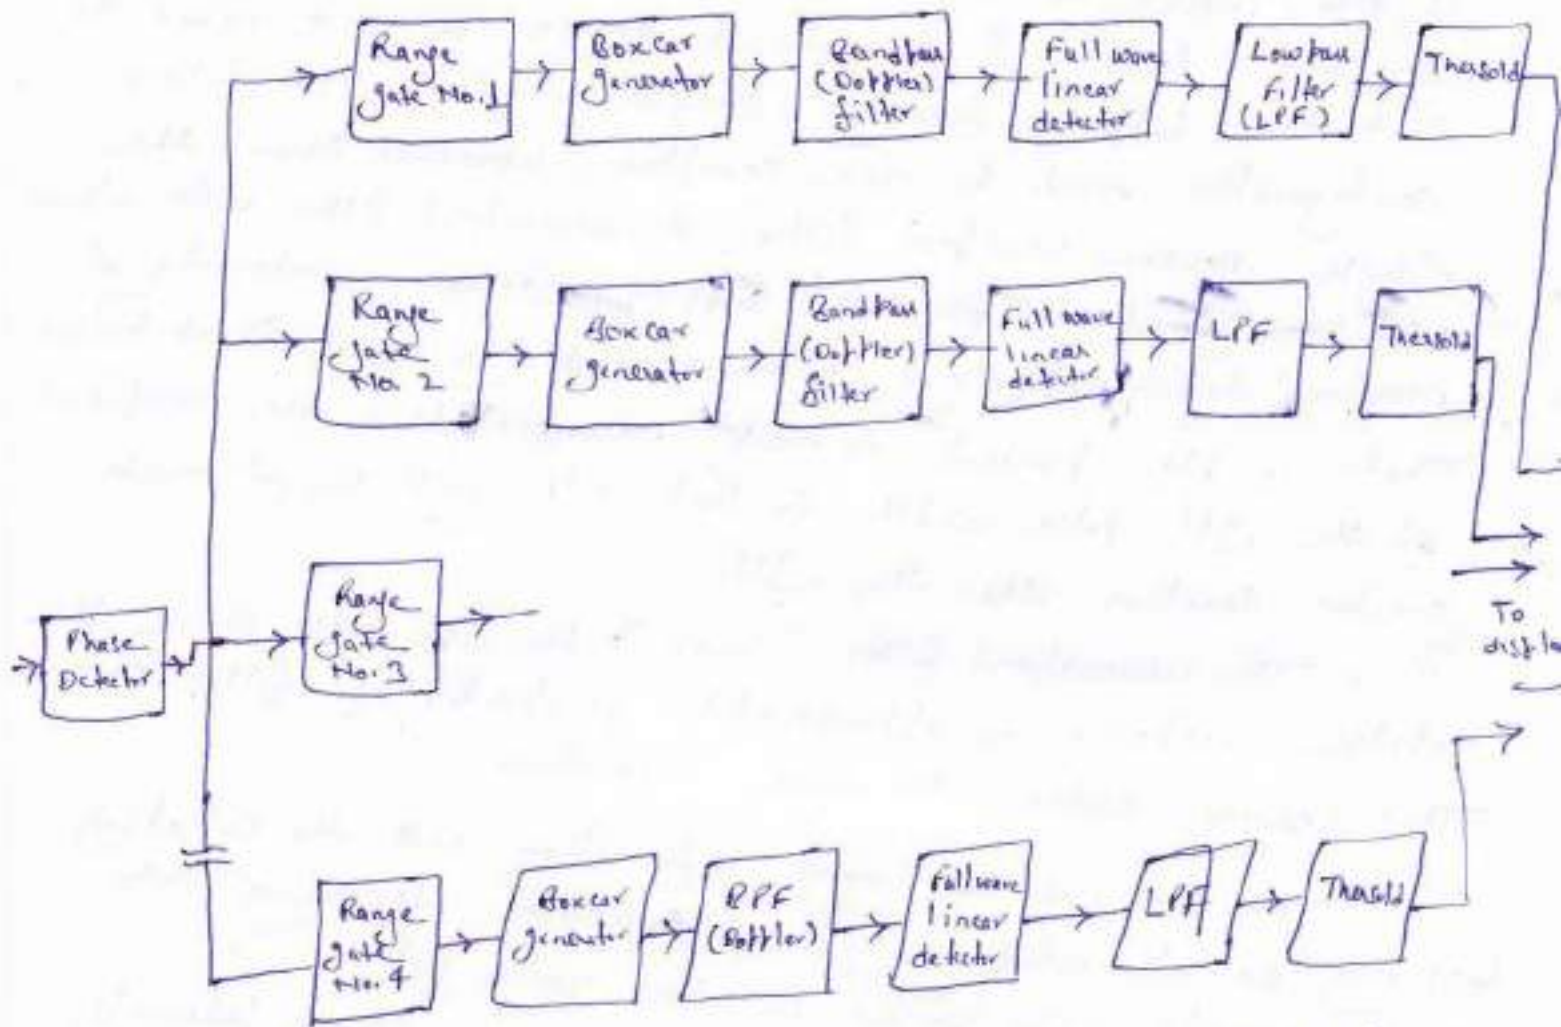 Range
gate No.1
Boxcar
generator
Bandpass
(Doppler)
filter
Full wave
linear
detector
Lowpass
Filter
(LPF)
Thersold
Range
gate
No. 2
Boxcar
generator
Bandpass
(Doppler)
filter
Full wave
linear
detector
LPF
Thersold
Phase
Detector
Range
gate
No. 3
To
display
Range
gate
No. 4
Boxcar
generator
BPF
(Doppler)
Full wave
linear
detector
LPF
Thersold